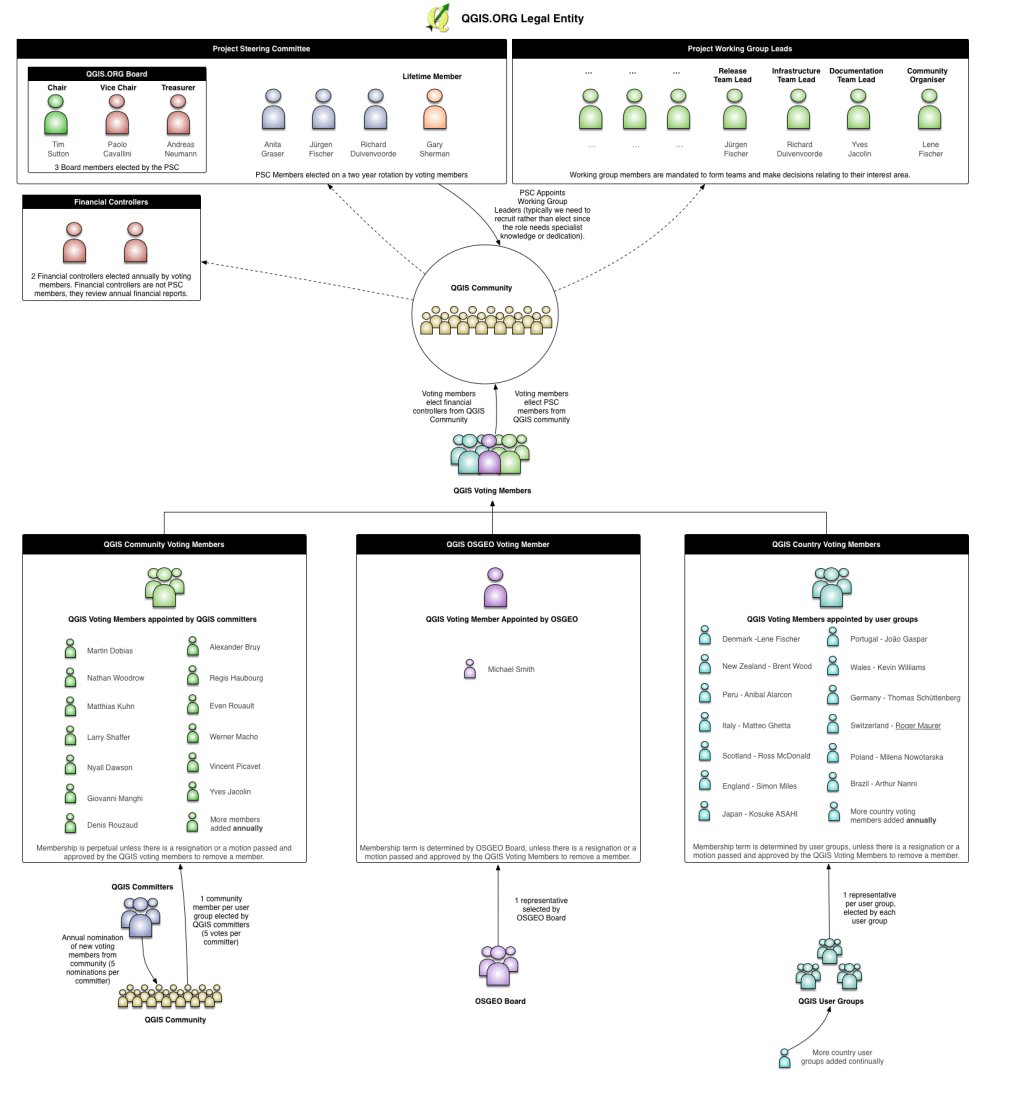 QGIS.ORG Legal Entity
Project Steering Committee
QGIS.ORG Board
Chair
Vice Chair
Treasurer
Tim
Sutton
Paolo
Cavallini
Andreas
Neumann
3 Board members elected by the PSC
Lifetime Member
Anita
Graser
Jürgen
Fischer
Richard
Duivenvoorde
Gary
Sherman
PSC Members elected on a two year rotation by voting members
Project Working Group Leads
...
...
...
Release
Team Lead
Infrastructure
Team Lead
Documentation
Team Lead
Community
Organiser
...
...
...
Jürgen
Fischer
Richard
Duivenvoorde
Yves
Jacolin
Lene
Fischer
Working group members are mandated to form teams and make decisions relating to their interest area.
Financial Controllers
2 Financial controllers elected annually by voting
members. Financial controllers are not PSC
members, they review annual financial reports.
PSC Appoints
Working Group
Leaders (typically we need to
recruit rather than elect since
the role needs specialist
knowledge or dedication).
QGIS Community
Voting members
elect financial
controllers from QGIS
Community
Voting members
ellect PSC
members from
QGIS community
QGIS Voting Members
QGIS Community Voting Members
QGIS Voting Members appointed by QGIS committers
Martin Dobias
Alexander Bruy
Nathan Woodrow
Regis Haubourg
Matthias Kuhn
Even Rouault
Larry Shaffer
Werner Macho
Nyall Dawson
Vincent Picavet
Giovanni Manghi
Yves Jacolin
Denis Rouzaud
More members
added annually
Membership is perpetual unless there is a resignation or a motion passed and
approved by the QGIS voting members to remove a member.
QGIS OSGEO Voting Member
QGIS Voting Member Appointed by OSGEO
Michael Smith
Membership term is determined by OSGEO Board, unless there is a resignation or a
motion passed and approved by the QGIS Voting Members to remove a member.
QGIS Country Voting Members
QGIS Voting Members appointed by user groups
Denmark -Lene Fischer
Portugal - João Gaspar
New Zealand - Brent Wood
Wales - Kevin Williams
Peru - Anibal Alarcon
Germany - Thomas Schüttenberg
Italy - Matteo Ghetta
Switzerland - Roger Maurer
Scotland - Ross McDonald
Poland - Milena Nowotarska
England - Simon Miles
Brazil - Arthur Nanni
Japan - Kosuke ASAHI
More country voting
members added annually
Membership term is determined by user groups, unless there is a resignation or a
motion passed and approved by the QGIS Voting Members to remove a member.
QGIS Committers
Annual nomination
of new voting
members from
community (5
nominations per
committer)
1 community
member per user
group elected by
QGIS committers
(5 votes per
committer)
QGIS Community
1 representative
selected by
OSGEO Board
OSGEO Board
1 representative
per user group,
elected by each
user group
QGIS User Groups
More country user
groups added continually